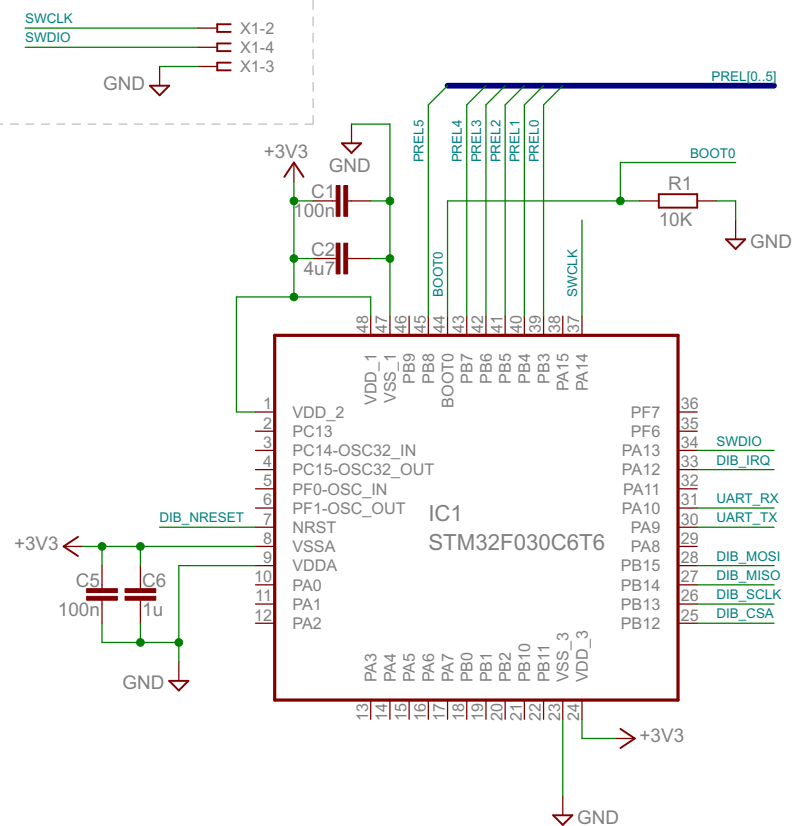 SWCLK
X1-2
SWDIO
X1-4
X1-3
GND
PREL[0..5]
+3V3
GND
PREL5
PREL4
PREL3
PREL2
PREL1
PREL0
BOOT0
C1
100n
R1
10K
GND
C2
4u7
BOOT0
SWCLK
48
47
46
45
44
43
42
41
40
39
38
37
VDD_1
VSS_1
PB9
PB8
BOOT0
PB7
PB6
PB5
PB4
PB3
PA15
PA14
1 VDD_2
2 PC13
3 PC14-OSC32_IN
4 PC15-OSC32_OUT
5 PF0-OSC_IN
6 PF1-OSC_OUT
DIB_NRESET 7 NRST
+3V3 8 VSSA
9 VDDA
10 PA0
11 PA1
12 PA2
C5
100n
C6
1u
GND
IC1
STM32F030C6T6
PF7 36
PF6 35
PA13 34 SWDIO
PA12 33 DIB_IRQ
PA11 32
PA10 31 UART_RX
PA9 30 UART_TX
PA8 29
PB15 28 DIB_MOSI
PB14 27 DIB_MISO
PB13 26 DIB_SCLK
PB12 25 DIB_CSA
PA3
PA4
PA5
PA6
PA7
PB0
PB1
PB2
PB10
PB11
VSS_3
VDD_3
13
14
15
16
17
18
19
20
21
22
23
24
+3V3
GND